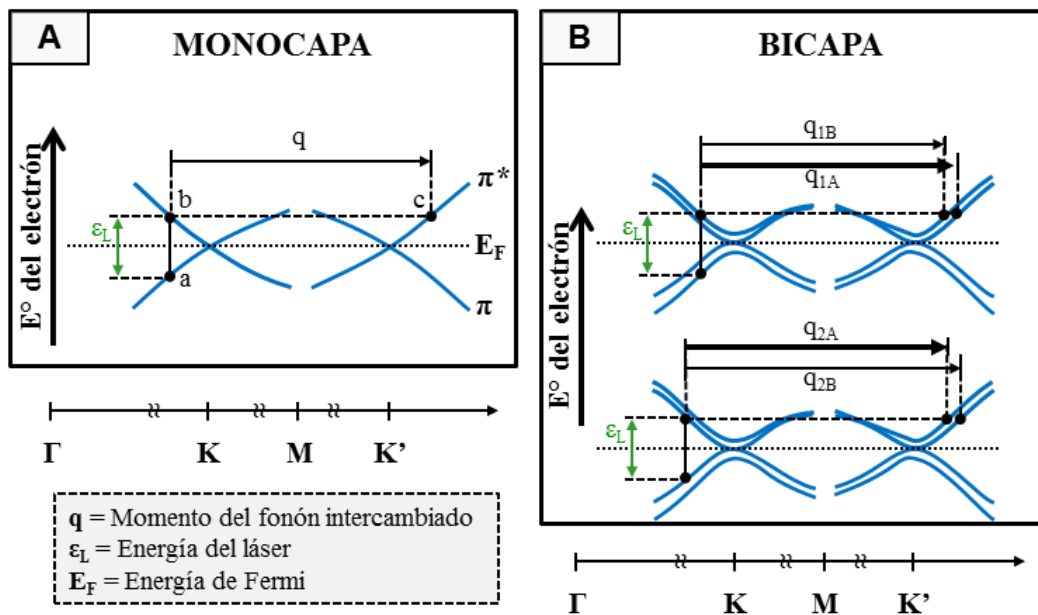 A
MONOCAPA
E° del electrón
q
b
c
π*
εL
EF
a
π
Γ
K
M
K'
q = Momento del fonón intercambiado
εL = Energía del láser
EF = Energía de Fermi
B
BICAPA
E° del electrón
q1B
q1A
εL
q2A
q2B
εL
Γ
K
M
K'